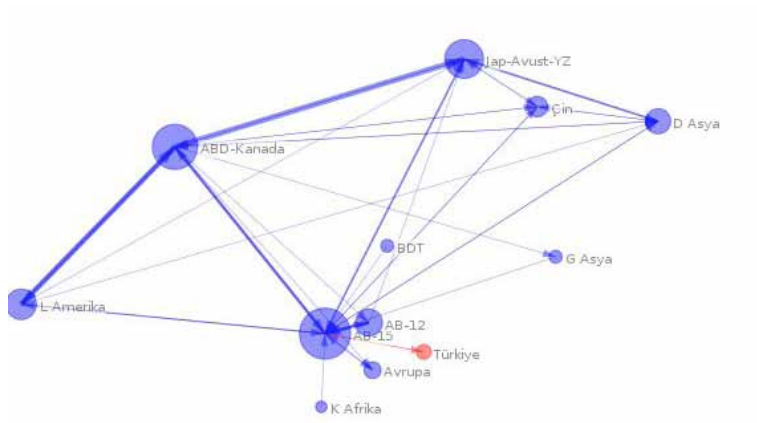 Jap-Avust-YZ
Çin
D Asya
ABD-Kanada
BDT
G Asya
L Amerika
AB-12
AB-15
Türkiye
Avrupa
K Afrika